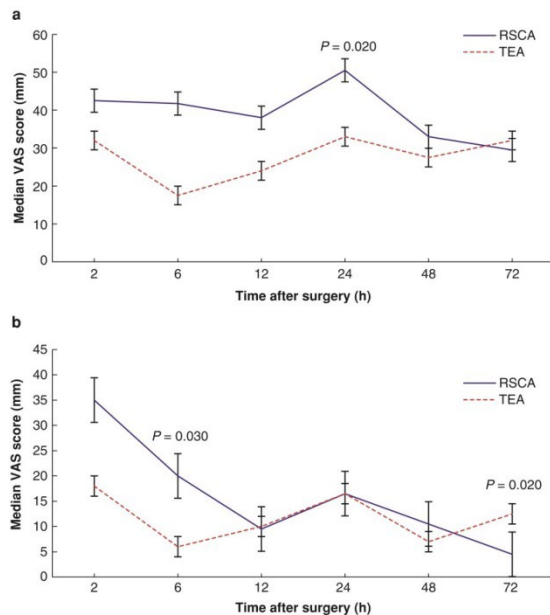 a
60
50
40
30
20
10
0
Median VAS score (mm)
P = 0.020
RSCA
TEA
2 6 12 24 48 72
Time after surgery (h)
b
45
40
35
30
25
20
15
10
5
0
Median VAS score (mm)
P = 0.030
RSCA
TEA
P = 0.020
2 6 12 24 48 72
Time after surgery (h)